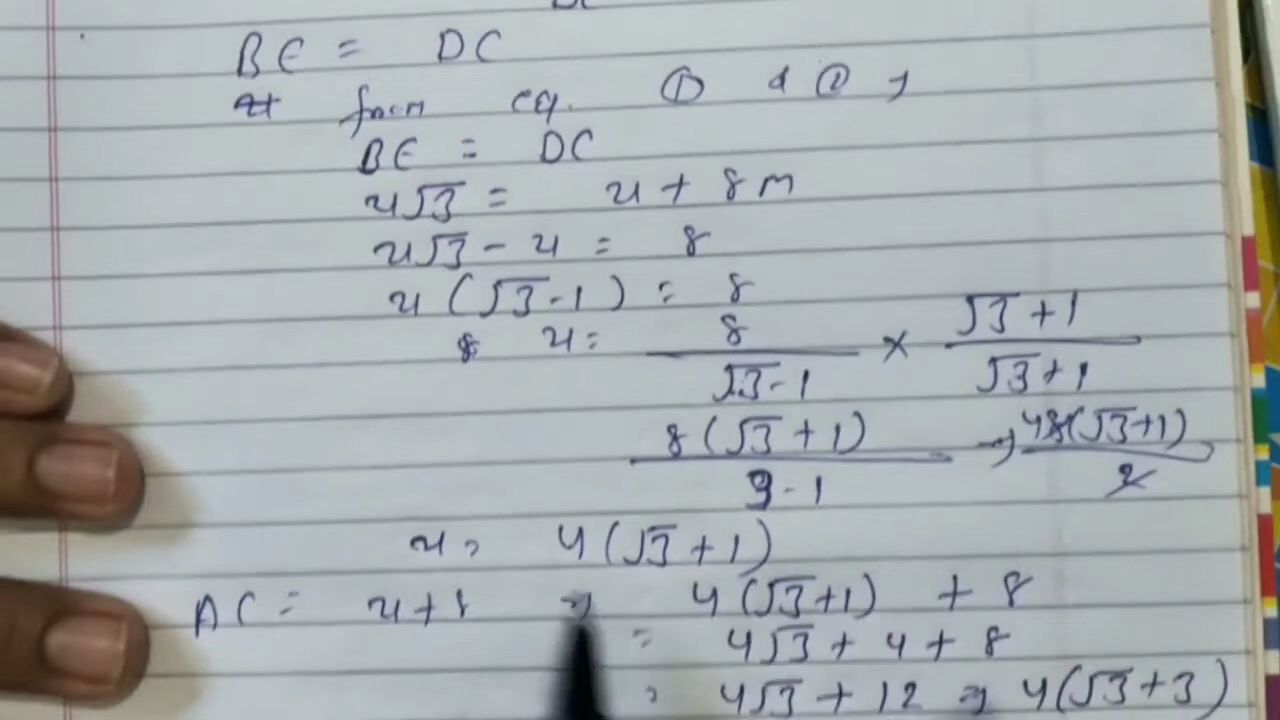 BE = DC
from eq. ① & ② ,
BE = DC
x√3 = x + 8m
x√3 - x = 8
x (√3 - 1) = 8
x = 8 / √3 - 1 × √3 + 1 / √3 + 1
8 (√3 + 1) / 3 - 1 ⇒ 48(√3+1) / 2
x = 4 (√3 + 1)
AC = x + 8 ⇒ 4 (√3+1) + 8
= 4√3 + 4 + 8
= 4√3 + 12 ⇒ 4(√3+3)